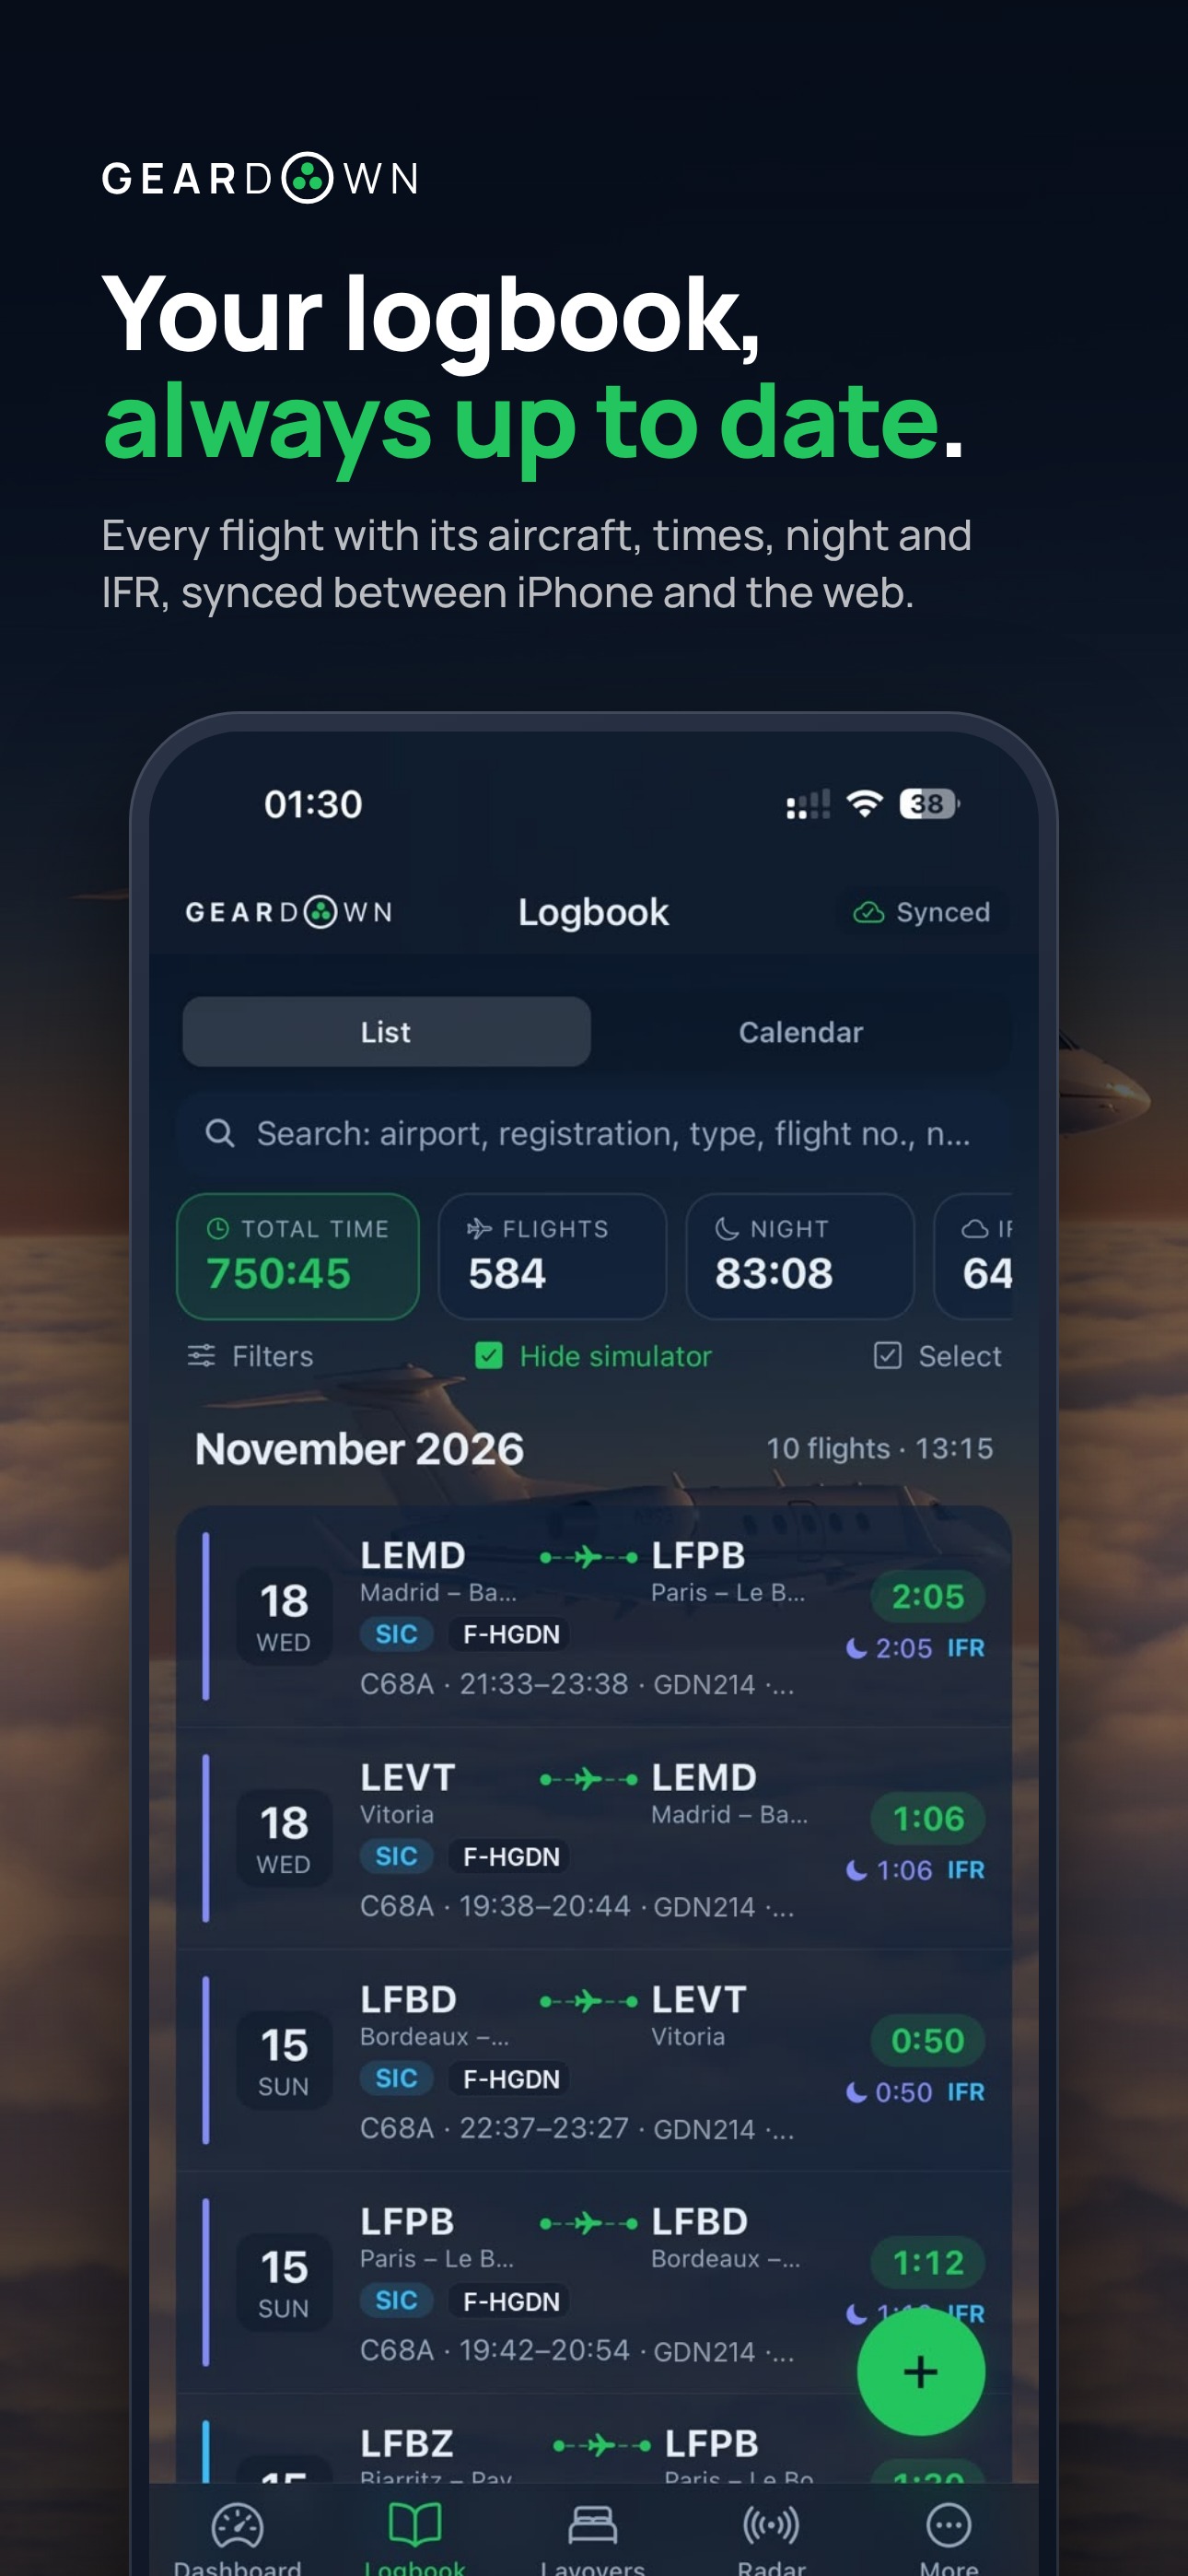 GEARDOWN
Your logbook,
always up to date.
Every flight with its aircraft, times, night and
IFR, synced between iPhone and the web.
01:30
38
GEARDOWN
Logbook
Synced
List
Calendar
Search: airport, registration, type, flight no., n...
TOTAL TIME
750:45
FLIGHTS
584
NIGHT
83:08
64
Filters
Hide simulator
Select
November 2026
10 flights · 13:15
18
WED
LEMD
LFPB
Madrid – Ba...
Paris – Le B...
SIC
F-HGDN
C68A · 21:33–23:38 · GDN214 ·...
2:05
2:05 IFR
18
WED
LEVT
LEMD
Vitoria
Madrid – Ba...
SIC
F-HGDN
C68A · 19:38–20:44 · GDN214 ·...
1:06
1:06 IFR
15
SUN
LFBD
LEVT
Bordeaux –...
Vitoria
SIC
F-HGDN
C68A · 22:37–23:27 · GDN214 ·...
0:50
0:50 IFR
15
SUN
LFPB
LFBD
Paris – Le B...
Bordeaux –...
SIC
F-HGDN
C68A · 19:42–20:54 · GDN214 ·...
1:12
IFR
+
LFBZ
LFPB
Biarritz – Pay
Paris – Le Bo
15
Dashboard
Logbook
Layovers
Radar
More